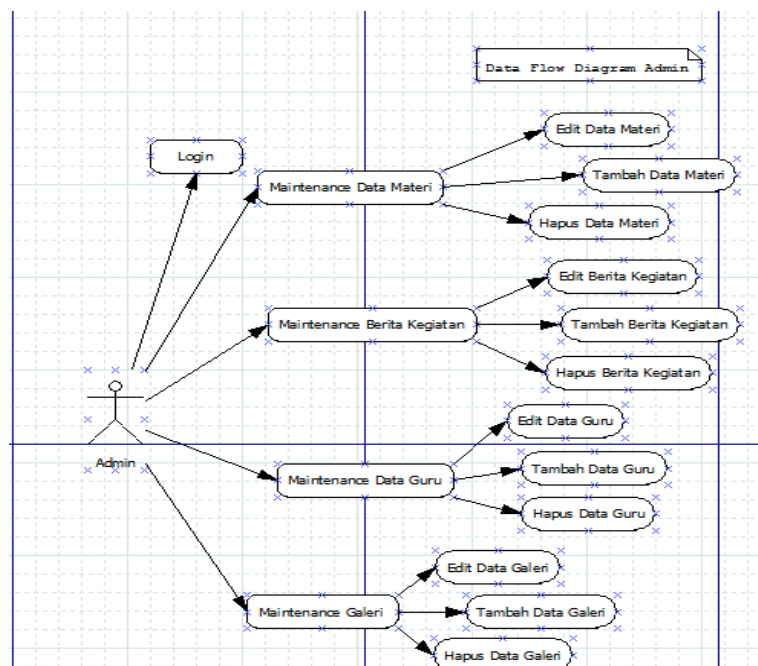 Data Flow Diagram Admin
Edit Data Materi
Login
Tambah Data Materi
Maintenance Data Materi
Hapus Data Materi
Edit Berita Kegiatan
Maintenance Berita Kegiatan
Tambah Berita Kegiatan
Hapus Berita Kegiatan
Edit Data Guru
Admin
Tambah Data Guru
Maintenance Data Guru
Hapus Data Guru
Edit Data Galeri
Maintenance Galeri
Tambah Data Galeri
Hapus Data Galeri